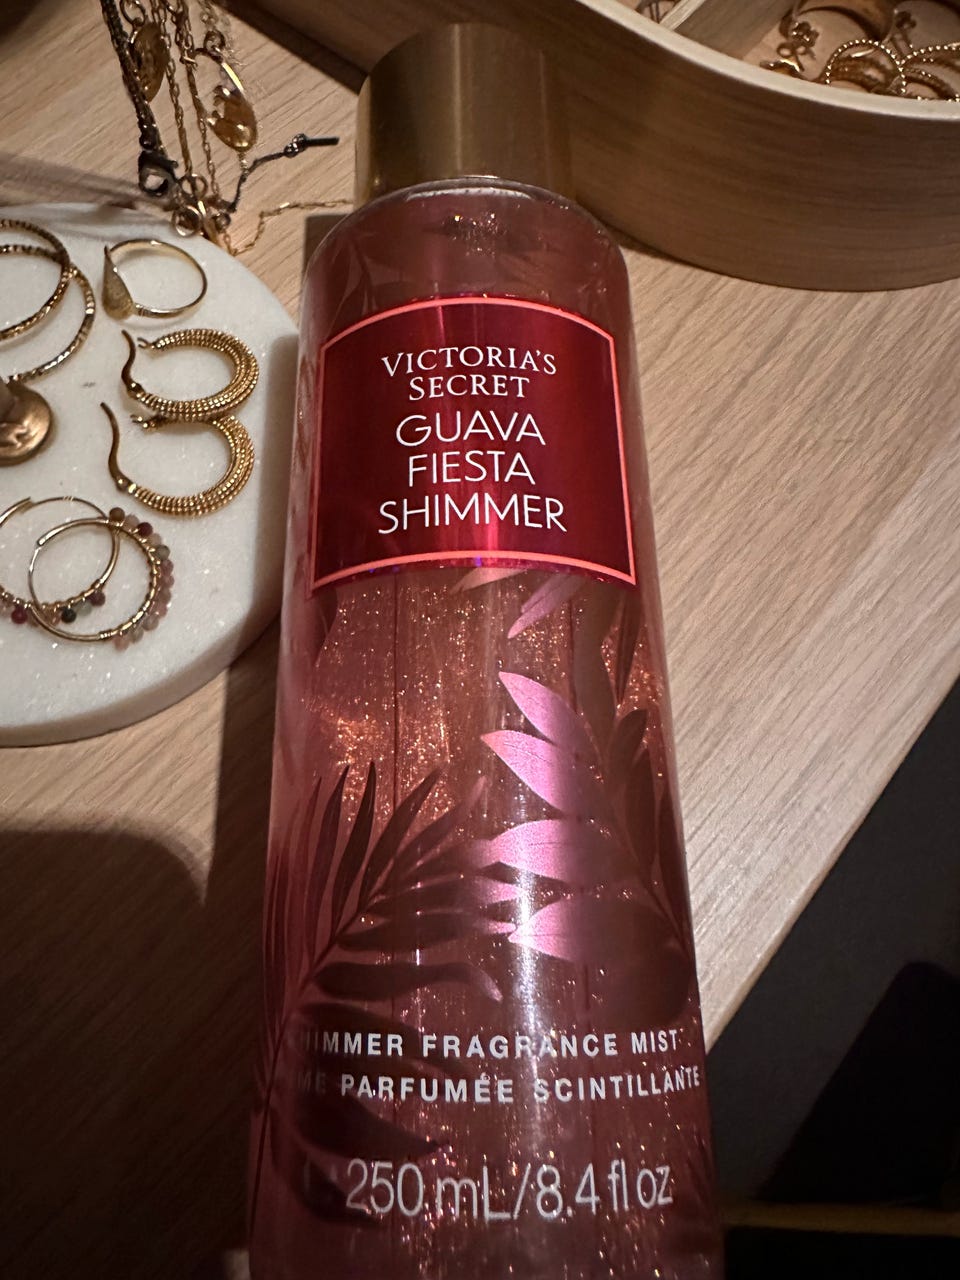 VICTORIA'S
SECRET
GUAVA
FIESTA
SHIMMER
FRAGRANCE MIST
PARFUMÉE SCINTILLANTE
250 mL/8.4 fl oz